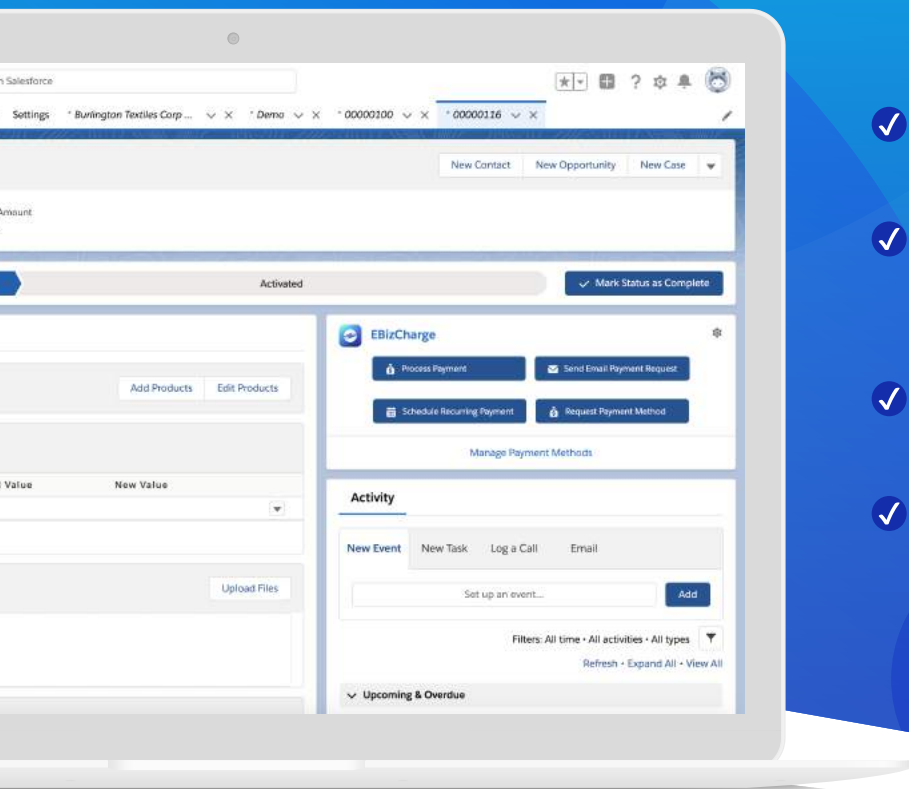 Salesforce
Settings * Burlington Textiles Corp ... * Demo * 00000100 * 00000116
New Contact New Opportunity New Case
Amount
Activated Mark Status as Complete
EBizCharge
Process Payment Send Email Payment Request
Add Products Edit Products
Schedule Recurring Payment Request Payment Method
Manage Payment Methods
Value New Value
Activity
New Event New Task Log a Call Email
Upload Files
Set up an event... Add
Filters: All time • All activities • All types
Refresh • Expand All • View All
Upcoming & Overdue